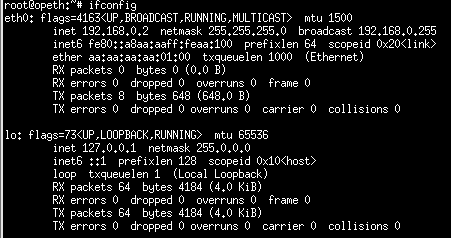 root@opeth:~# ifconfig
eth0: flags=4163<UP,BROADCAST,RUNNING,MULTICAST>  mtu 1500
        inet 192.168.0.2  netmask 255.255.255.0  broadcast 192.168.0.255
        inet6 fe80::a8aa:aaff:feaa:100  prefixlen 64  scopeid 0x20<link>
        ether aa:aa:aa:aa:01:00  txqueuelen 1000  (Ethernet)
        RX packets 0  bytes 0 (0.0 B)
        RX errors 0  dropped 0  overruns 0  frame 0
        TX packets 8  bytes 648 (648.0 B)
        TX errors 0  dropped 0 overruns 0  carrier 0  collisions 0

lo: flags=73<UP,LOOPBACK,RUNNING>  mtu 65536
        inet 127.0.0.1  netmask 255.0.0.0
        inet6 ::1  prefixlen 128  scopeid 0x10<host>
        loop  txqueuelen 1  (Local Loopback)
        RX packets 64  bytes 4184 (4.0 KiB)
        RX errors 0  dropped 0  overruns 0  frame 0
        TX packets 64  bytes 4184 (4.0 KiB)
        TX errors 0  dropped 0 overruns 0  carrier 0  collisions 0